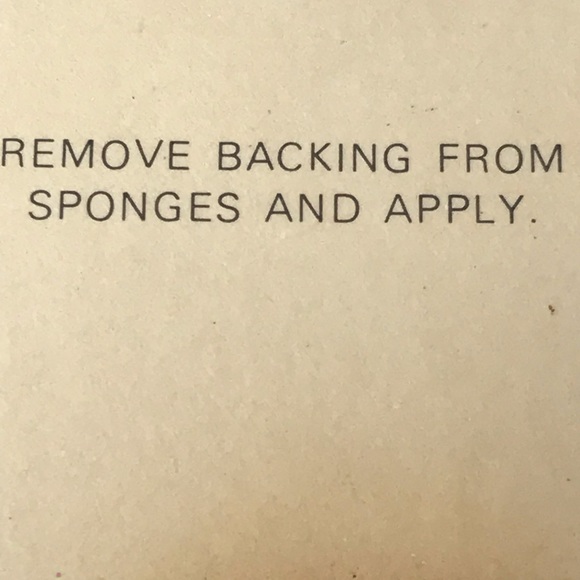 REMOVE BACKING FROM
SPONGES AND APPLY.